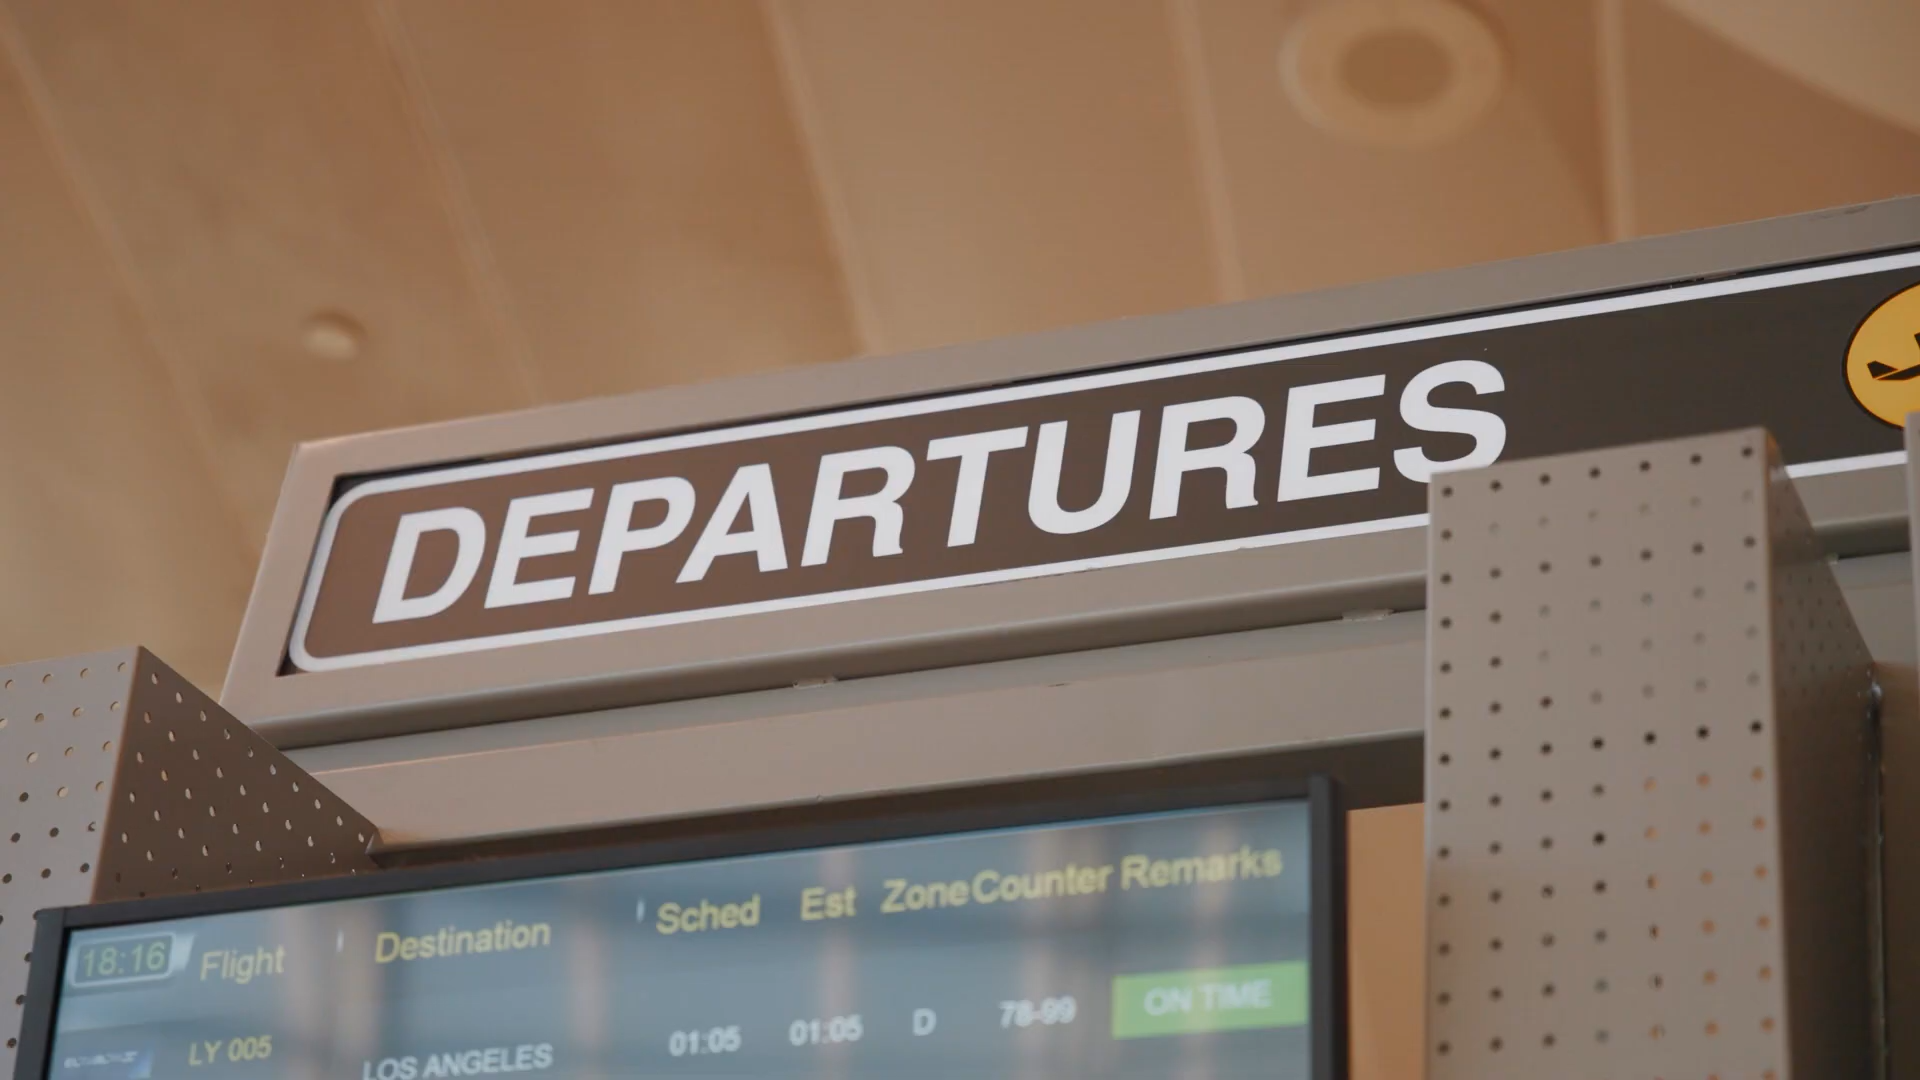 DEPARTURES
18:16 Flight Destination Sched Est Zone Counter Remarks
LY 005 LOS ANGELES 01:05 01:05 D 78-99 ON TIME